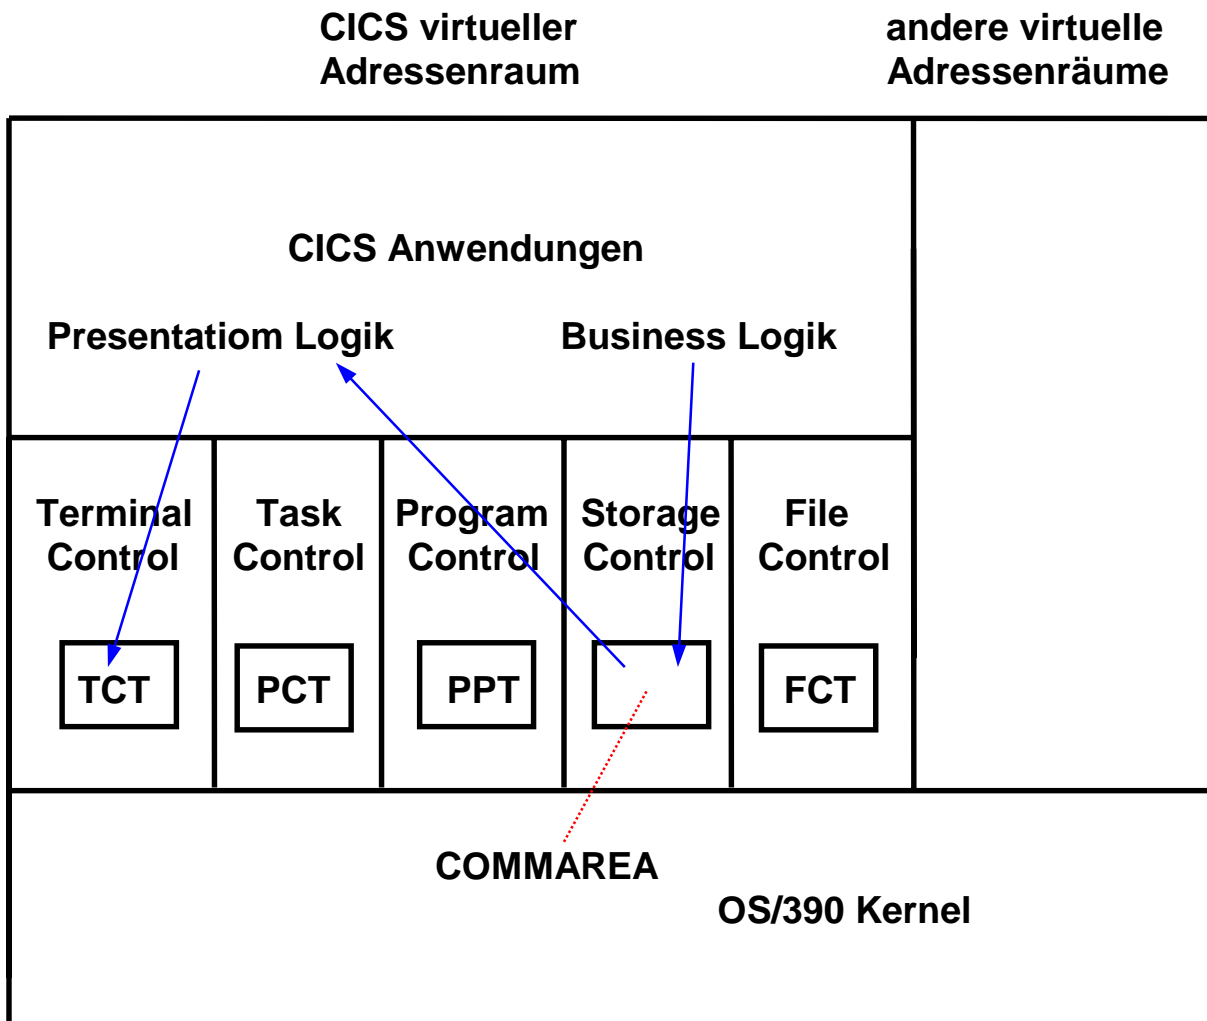 CICS virtueller
Adressenraum
andere virtuelle
Adressenräume
CICS Anwendungen
Presentatiom Logik
Business Logik
Terminal
Control
Task
Control
Program
Control
Storage
Control
File
Control
TCT
PCT
PPT
FCT
COMMAREA
OS/390 Kernel